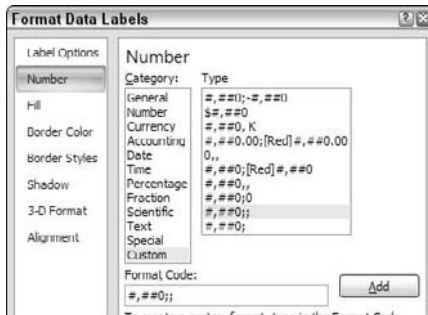 Format Data Labels
Label Options
Number
Fill
Border Color
Border Styles
Shadow
3-D Format
Alignment
Number
Category:
General
Number
Currency
Accounting
Date
Time
Percentage
Fraction
Scientific
Text
Special
Custom
Type
#,##0;-#,##0
$#,##0
#,##0, K
#,##0.00;[Red]#,##0.00
0,,
#,##0;[Red]#,##0
#,##0,,
#,##0;0
#,##0;;
#,##0;
Format Code:
#,##0;;
Add